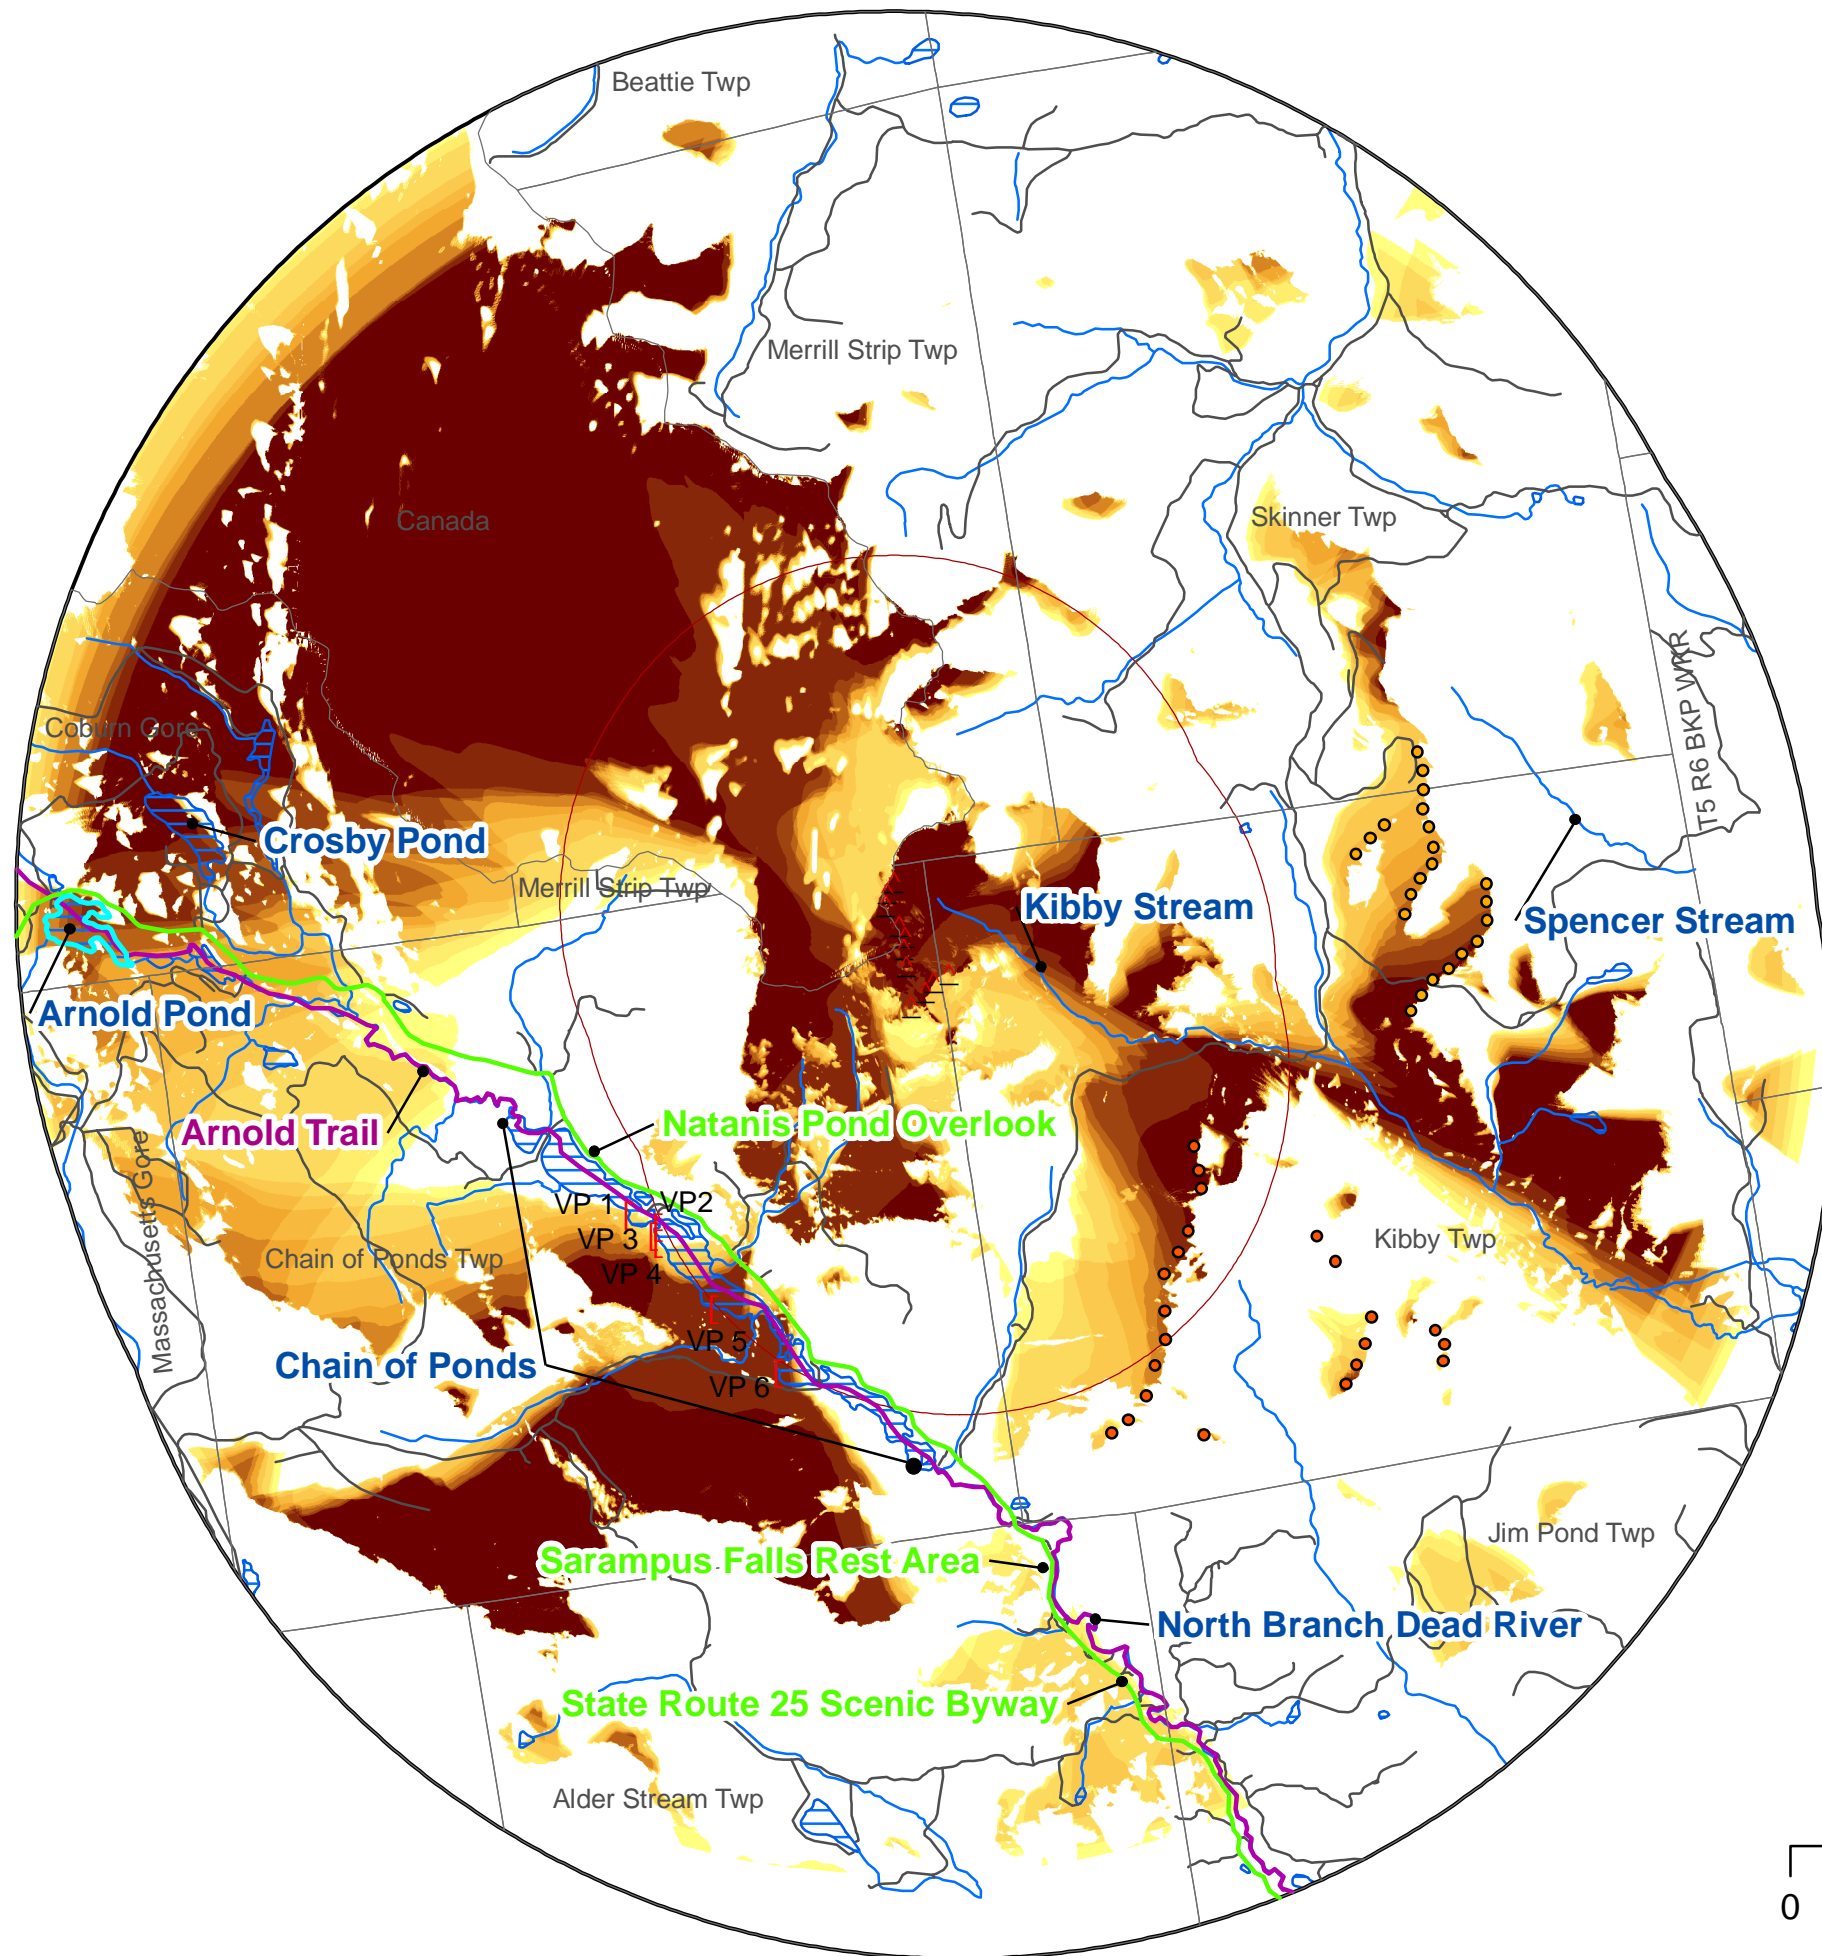 Beattie Twp
Merrill Strip Twp
Canada
Skinner Twp
T5 R6 BKP WKR
Coburn Gore
Crosby Pond
Merrill Strip Twp
Kibby Stream
Spencer Stream
Arnold Pond
Arnold Trail
Natanis Pond Overlook
Massachusetts Gore
VP 1
VP2
VP 3
Kibby Twp
Chain of Ponds Twp
VP 4
VP 5
Chain of Ponds
VP 6
Jim Pond Twp
Sarampus Falls Rest Area
North Branch Dead River
State Route 25 Scenic Byway
Alder Stream Twp
0